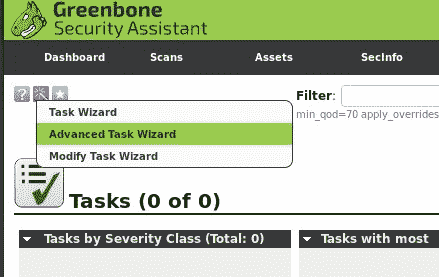 Greenbone
Security Assistant
Dashboard Scans Assets SecInfo
Filter:
min_qod=70 apply_overrides
Task Wizard
Advanced Task Wizard
Modify Task Wizard
Tasks (0 of 0)
Tasks by Severity Class (Total: 0)
Tasks with most